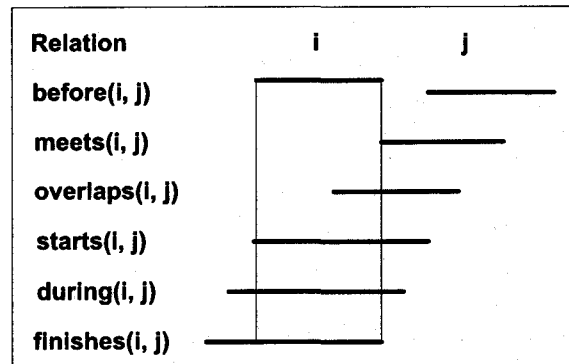 Relation i j
before(i, j)
meets(i, j)
overlaps(i, j)
starts(i, j)
during(i, j)
finishes(i, j)